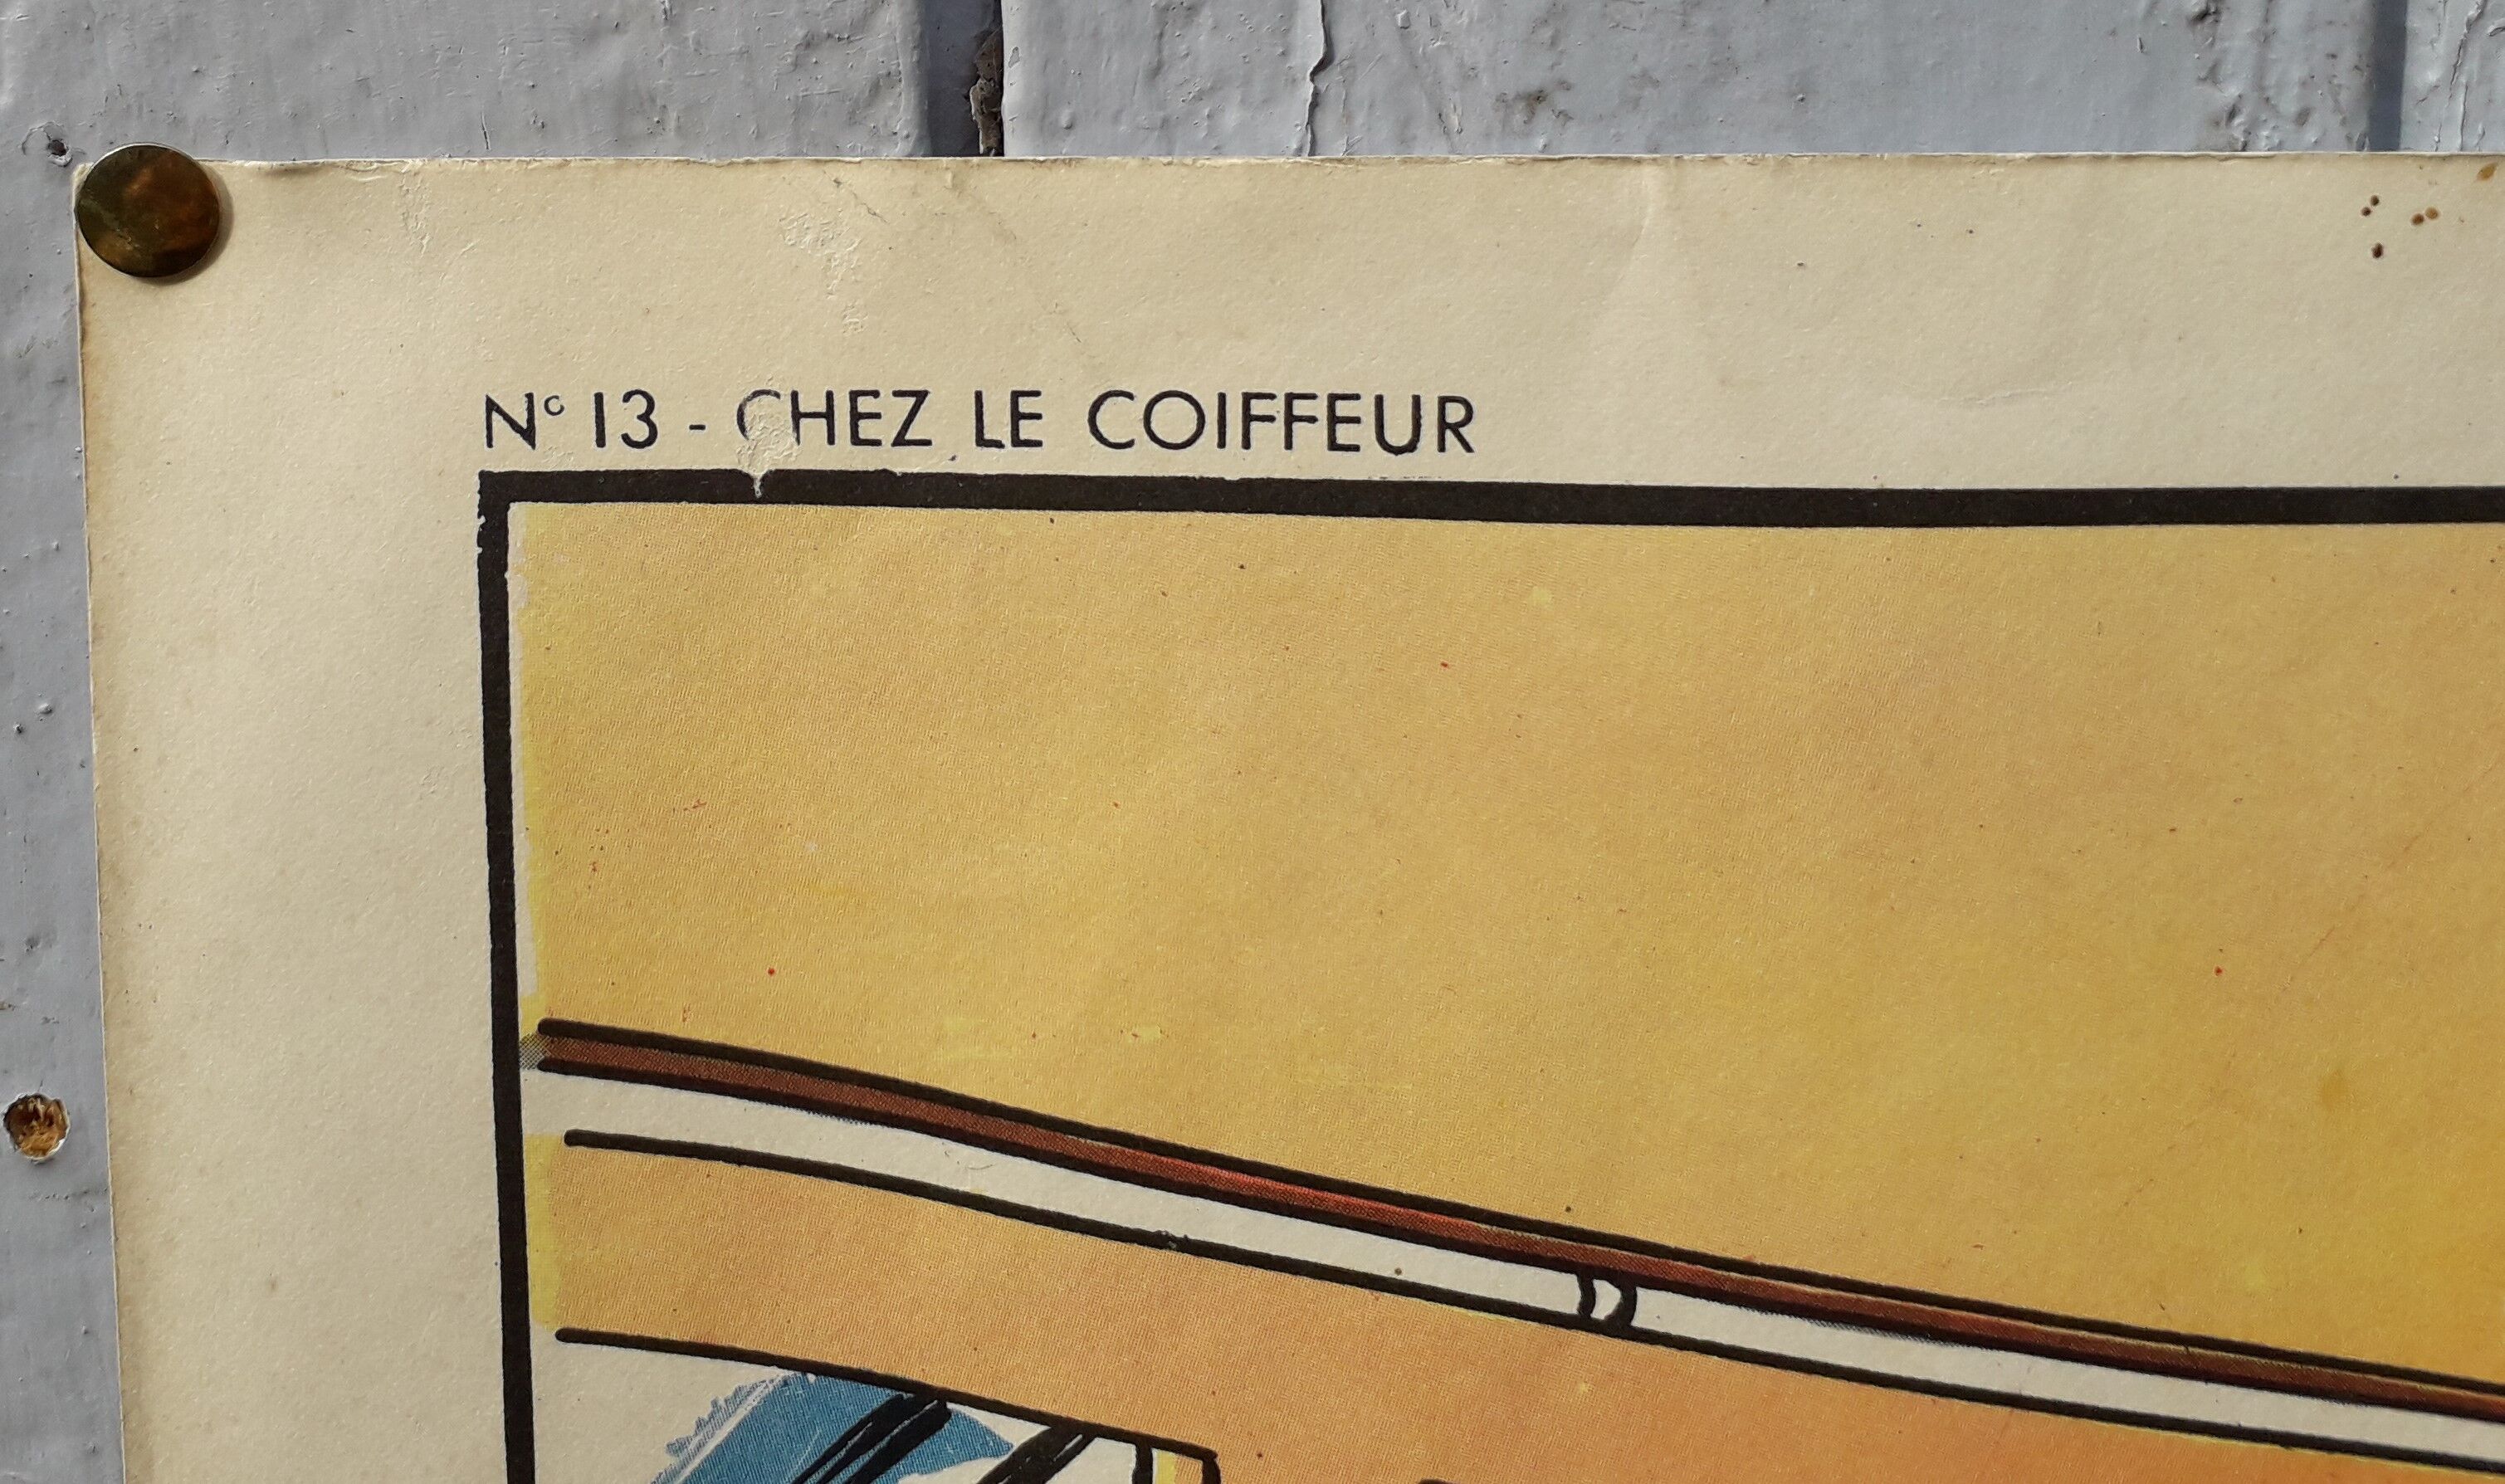 N° 13 - CHEZ LE COIFFEUR